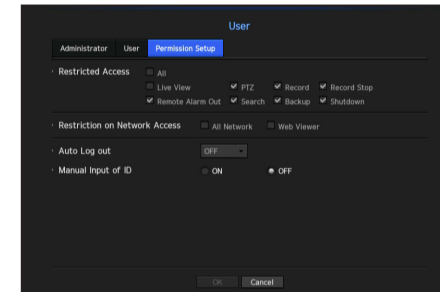 User
Administrator User Permission Setup
Restricted Access All
Live View PTZ Record Record Stop
Remote Alarm Out Search Backup Shutdown
Restriction on Network Access All Network Web Viewer
Auto Log out OFF
Manual Input of ID ON OFF
OK Cancel